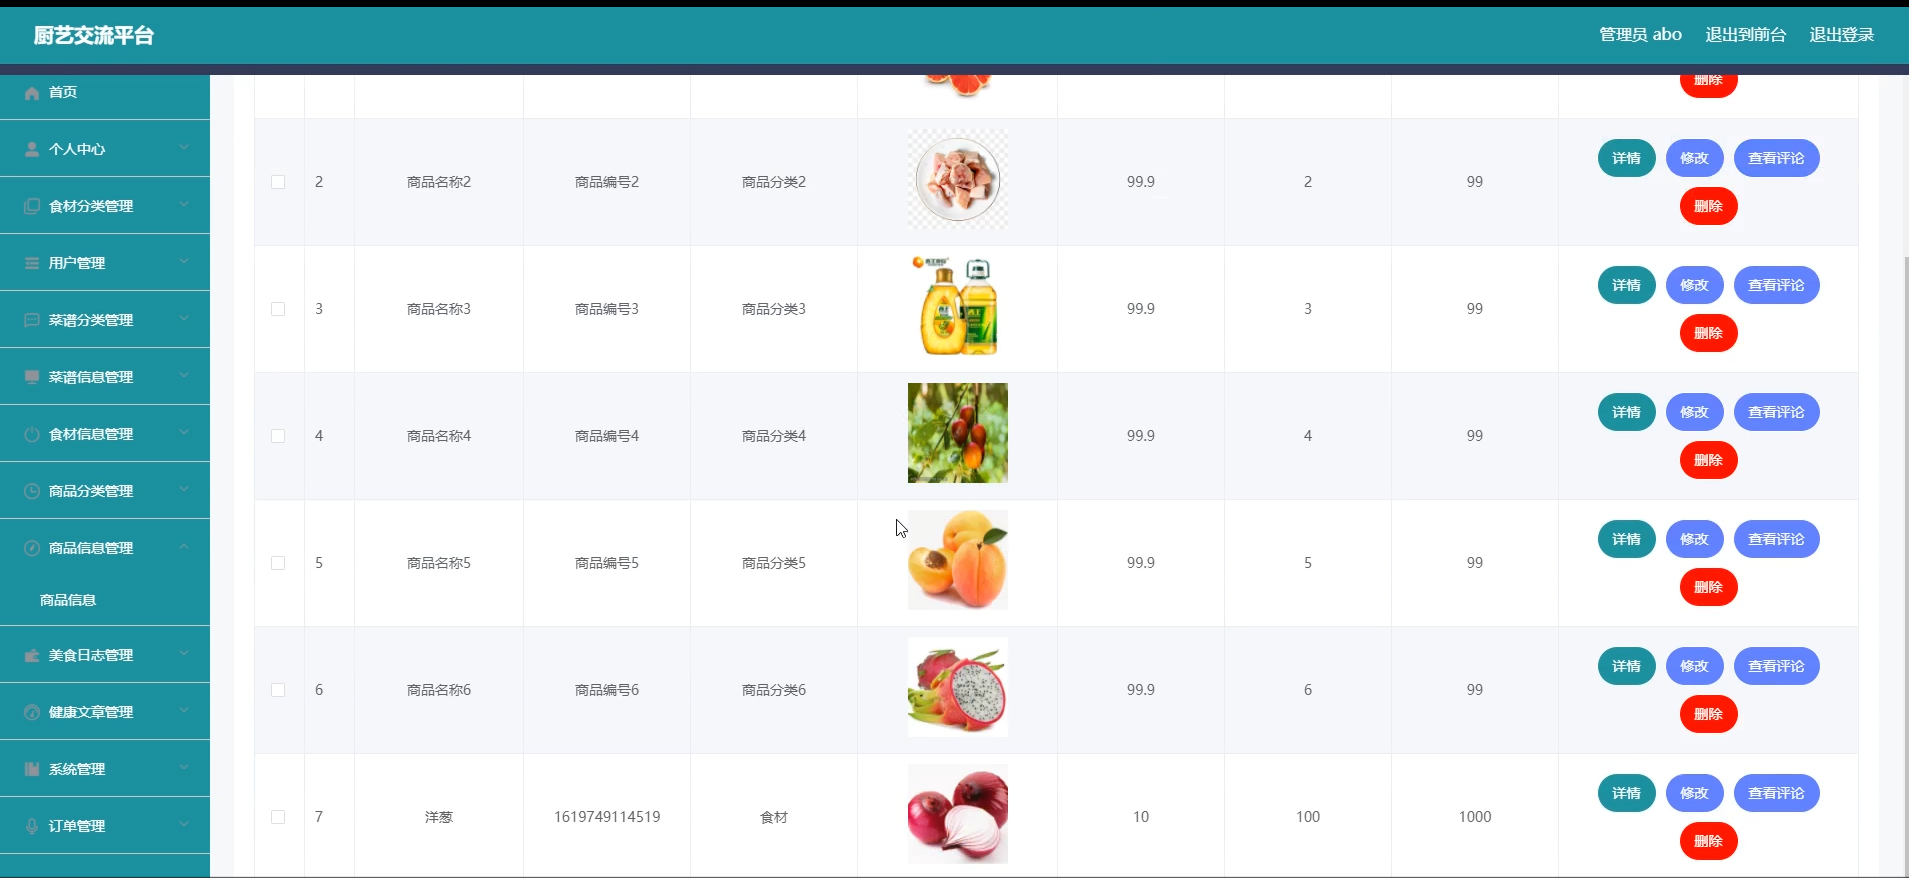 厨艺交流平台
管理员 abo 退出到前台 退出登录
首页
个人中心
食材分类管理
用户管理
菜谱分类管理
菜谱信息管理
食材信息管理
商品分类管理
商品信息管理
商品信息
美食日志管理
健康文章管理
系统管理
订单管理
删除
2 商品名称2 商品编号2 商品分类2 99.9 2 99 详情 修改 查看评论
删除
3 商品名称3 商品编号3 商品分类3 99.9 3 99 详情 修改 查看评论
删除
4 商品名称4 商品编号4 商品分类4 99.9 4 99 详情 修改 查看评论
删除
5 商品名称5 商品编号5 商品分类5 99.9 5 99 详情 修改 查看评论
删除
6 商品名称6 商品编号6 商品分类6 99.9 6 99 详情 修改 查看评论
删除
7 洋葱 1619749114519 食材 10 100 1000 详情 修改 查看评论
删除